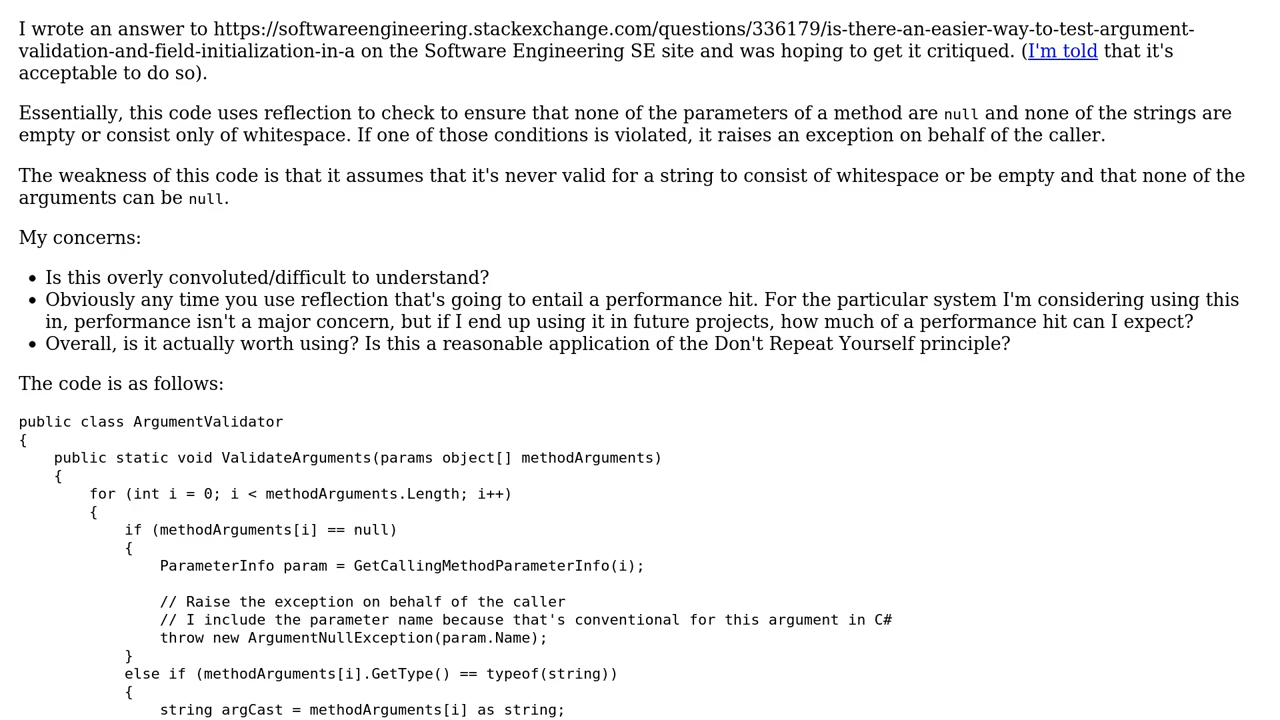 I wrote an answer to https://softwareengineering.stackexchange.com/questions/336179/is-there-an-easier-way-to-test-argument-
validation-and-field-initialization-in-a on the Software Engineering SE site and was hoping to get it critiqued. (I'm told that it's
acceptable to do so).
Essentially, this code uses reflection to check to ensure that none of the parameters of a method are null and none of the strings are
empty or consist only of whitespace. If one of those conditions is violated, it raises an exception on behalf of the caller.
The weakness of this code is that it assumes that it's never valid for a string to consist of whitespace or be empty and that none of the
arguments can be null.
My concerns:
• Is this overly convoluted/difficult to understand?
• Obviously any time you use reflection that's going to entail a performance hit. For the particular system I'm considering using this
in, performance isn't a major concern, but if I end up using it in future projects, how much of a performance hit can I expect?
• Overall, is it actually worth using? Is this a reasonable application of the Don't Repeat Yourself principle?
The code is as follows:
public class ArgumentValidator
{
    public static void ValidateArguments(params object[] methodArguments)
    {
        for (int i = 0; i < methodArguments.Length; i++)
        {
            if (methodArguments[i] == null)
            {
                ParameterInfo param = GetCallingMethodParameterInfo(i);
                // Raise the exception on behalf of the caller
                // I include the parameter name because that's conventional for this argument in C#
                throw new ArgumentNullException(param.Name);
            }
            else if (methodArguments[i].GetType() == typeof(string))
            {
                string argCast = methodArguments[i] as string;